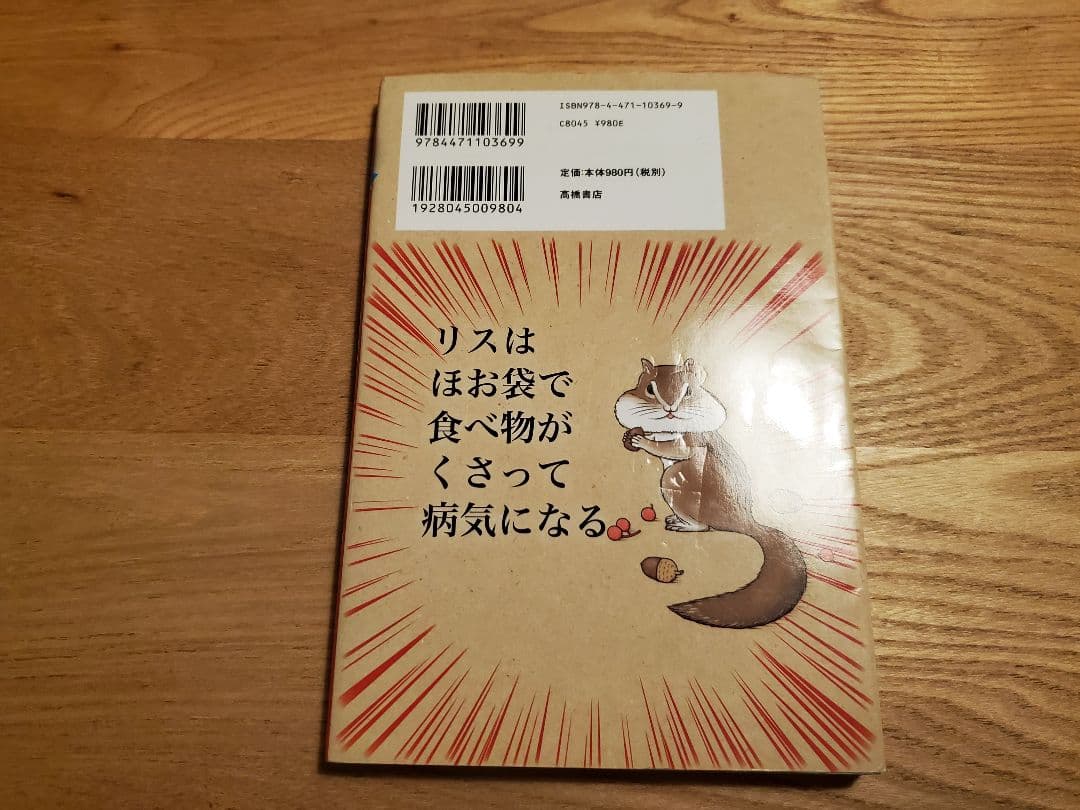 ISBN978-4-471-10369-9
C8045 ¥980E
9784471103699
定価:本体980円(税別)
1928045009804
高橋書店
リスは
ほお袋で
食べ物が
くさって
病気になる